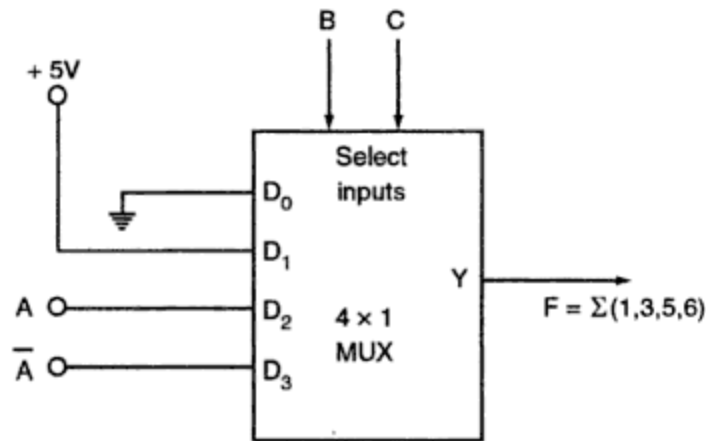 B C
+ 5V
Select
inputs
D₀
D₁
Y
F = Σ(1,3,5,6)
A
D₂
4 × 1
MUX
A̅
D₃